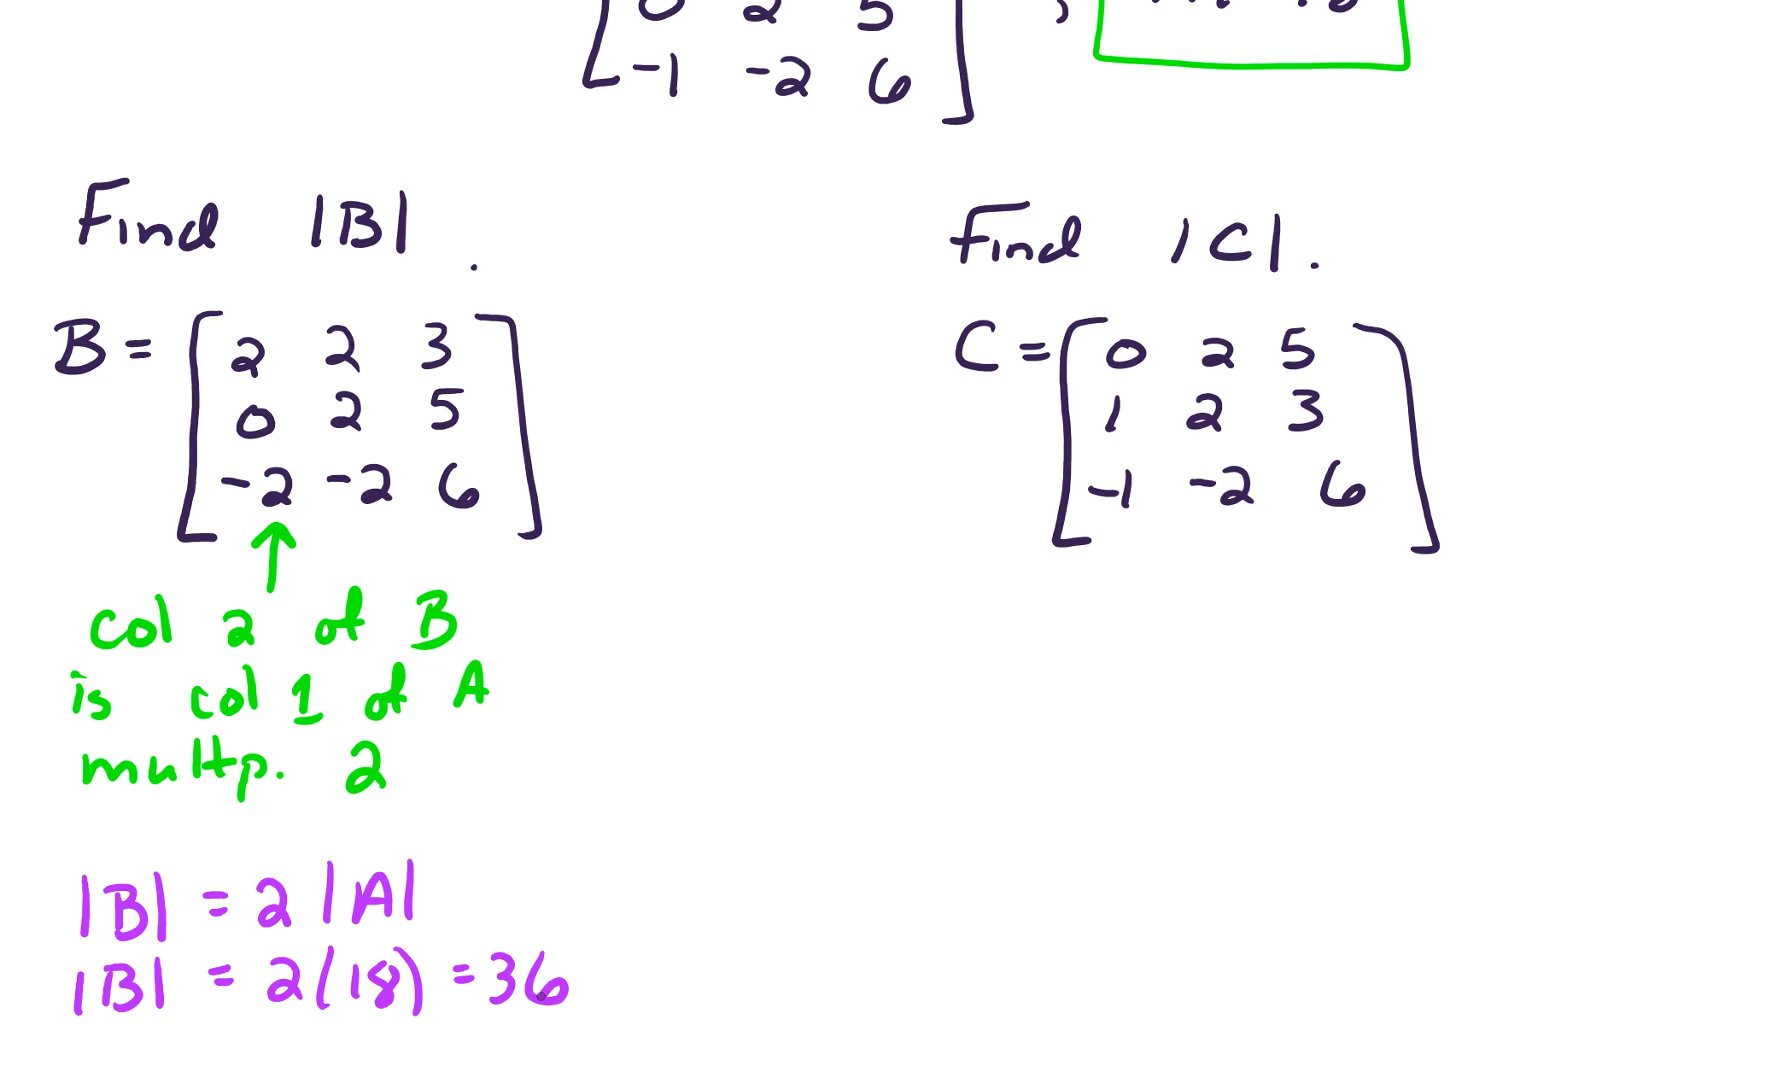 0 2 5
-1 -2 6
Find |B| .
B = [ 2 2 3
0 2 5
-2 -2 6 ]
col 2 of B
is col 1 of A
multp. 2
|B| = 2 |A|
|B| = 2(18) = 36
Find |C| .
C = [ 0 2 5
1 2 3
-1 -2 6 ]